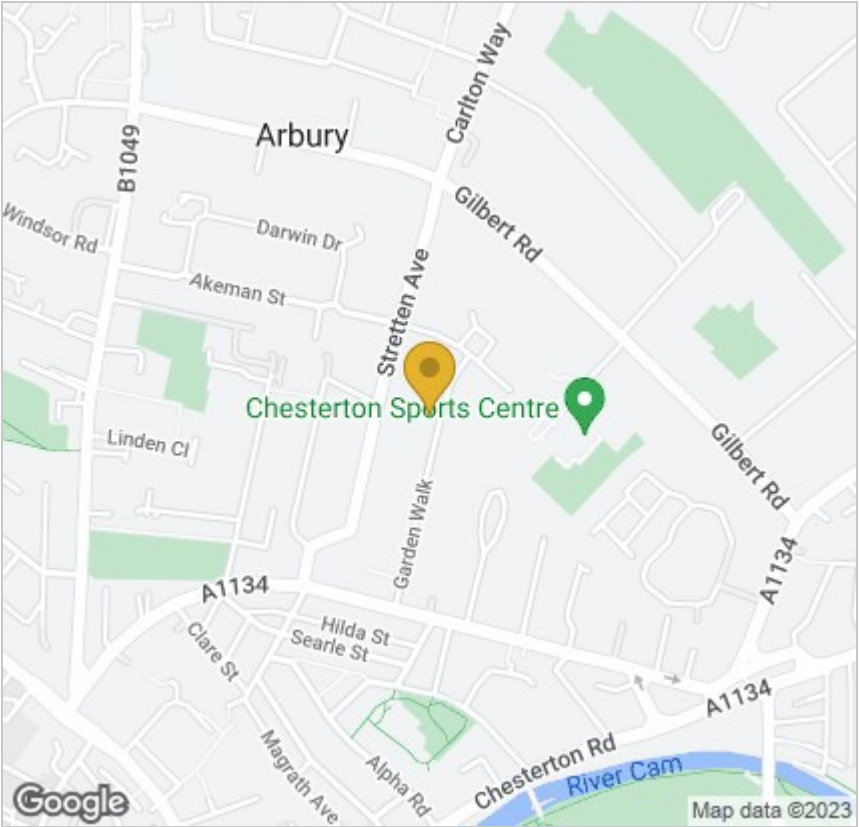 Carlton Way
Arbury
B1049
Gilbert Rd
Windsor Rd
Darwin Dr
Akeman St
Stretten Ave
Chesterton Sports Centre
Linden Cl
Gilbert Rd
Garden Walk
A1134
A1134
Hilda St
Searle St
Clare St
A1134
Magrath Ave
Alpha Rd
Chesterton Rd
River Cam
Google
Map data ©2023